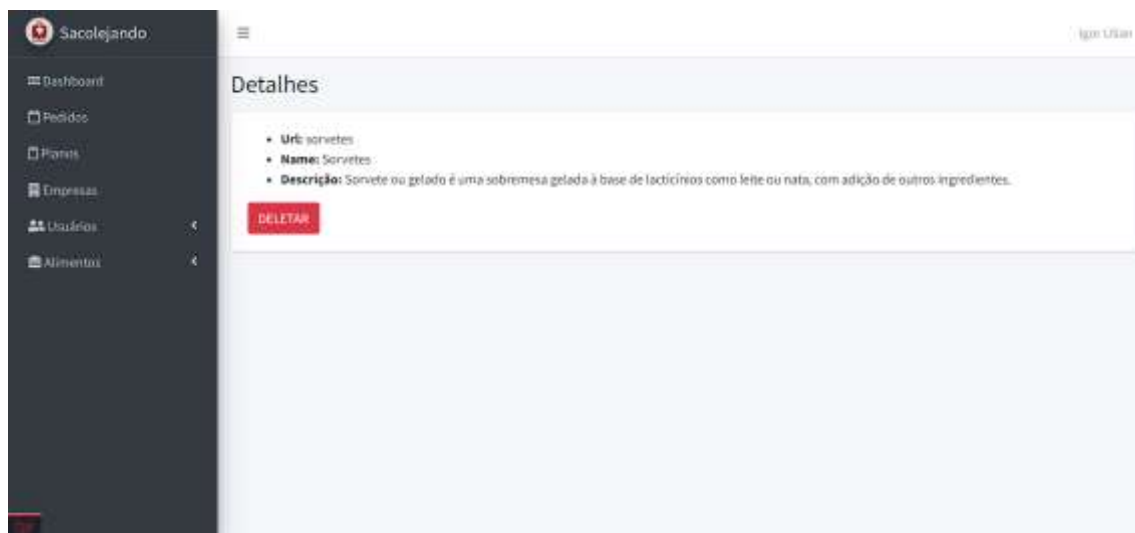 Sacolejando
Dashboard
Pedidos
Planos
Empresas
Usuários
Alimentos
Igor
Detalhes
Url: sorvetes
Name: Sorvetes
Descrição: Sorvete ou gelado é uma sobremesa gelada à base de lacticínios como leite ou nata, com adição de outros ingredientes.
DELETAR